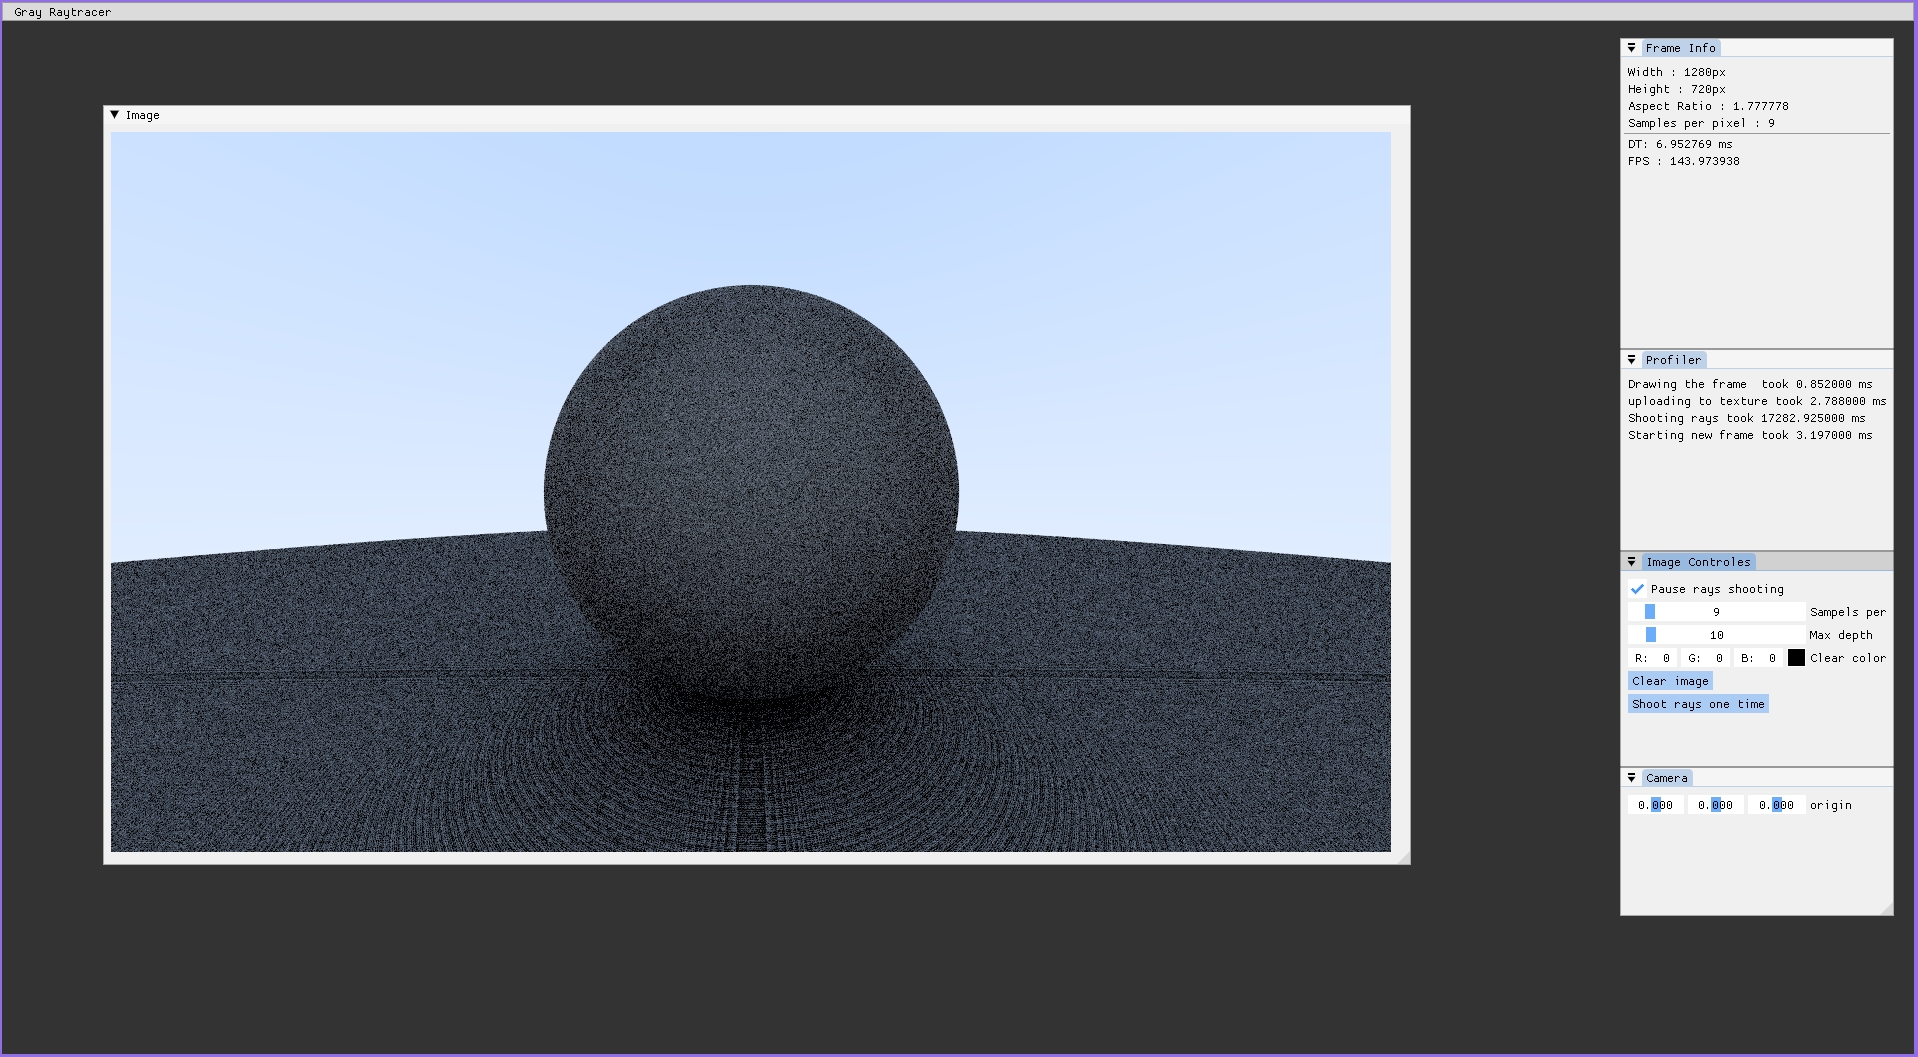 Gray Raytracer
Image
Frame Info
Width : 1280px
Height : 720px
Aspect Ratio : 1.777778
Samples per pixel : 9
DT: 6.952769 ms
FPS : 143.973938
Profiler
Drawing the frame  took 0.852000 ms
uploading to texture took 2.788000 ms
Shooting rays took 17282.925000 ms
Starting new frame took 3.197000 ms
Image Controles
Pause rays shooting
9 Sampels per
10 Max depth
R: 0 G: 0 B: 0 Clear color
Clear image
Shoot rays one time
Camera
0.000 0.000 0.000 origin